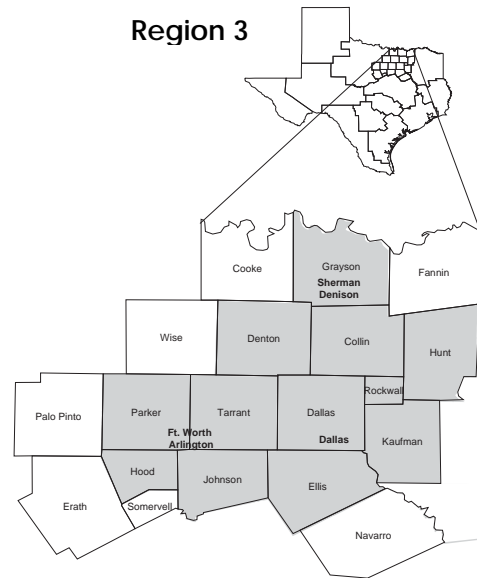 Region 3
Cooke
Grayson
Sherman
Denison
Fannin
Wise
Denton
Collin
Hunt
Rockwall
Palo Pinto
Parker
Tarrant
Dallas
Ft. Worth
Arlington
Dallas
Kaufman
Hood
Johnson
Ellis
Erath
Somervell
Navarro